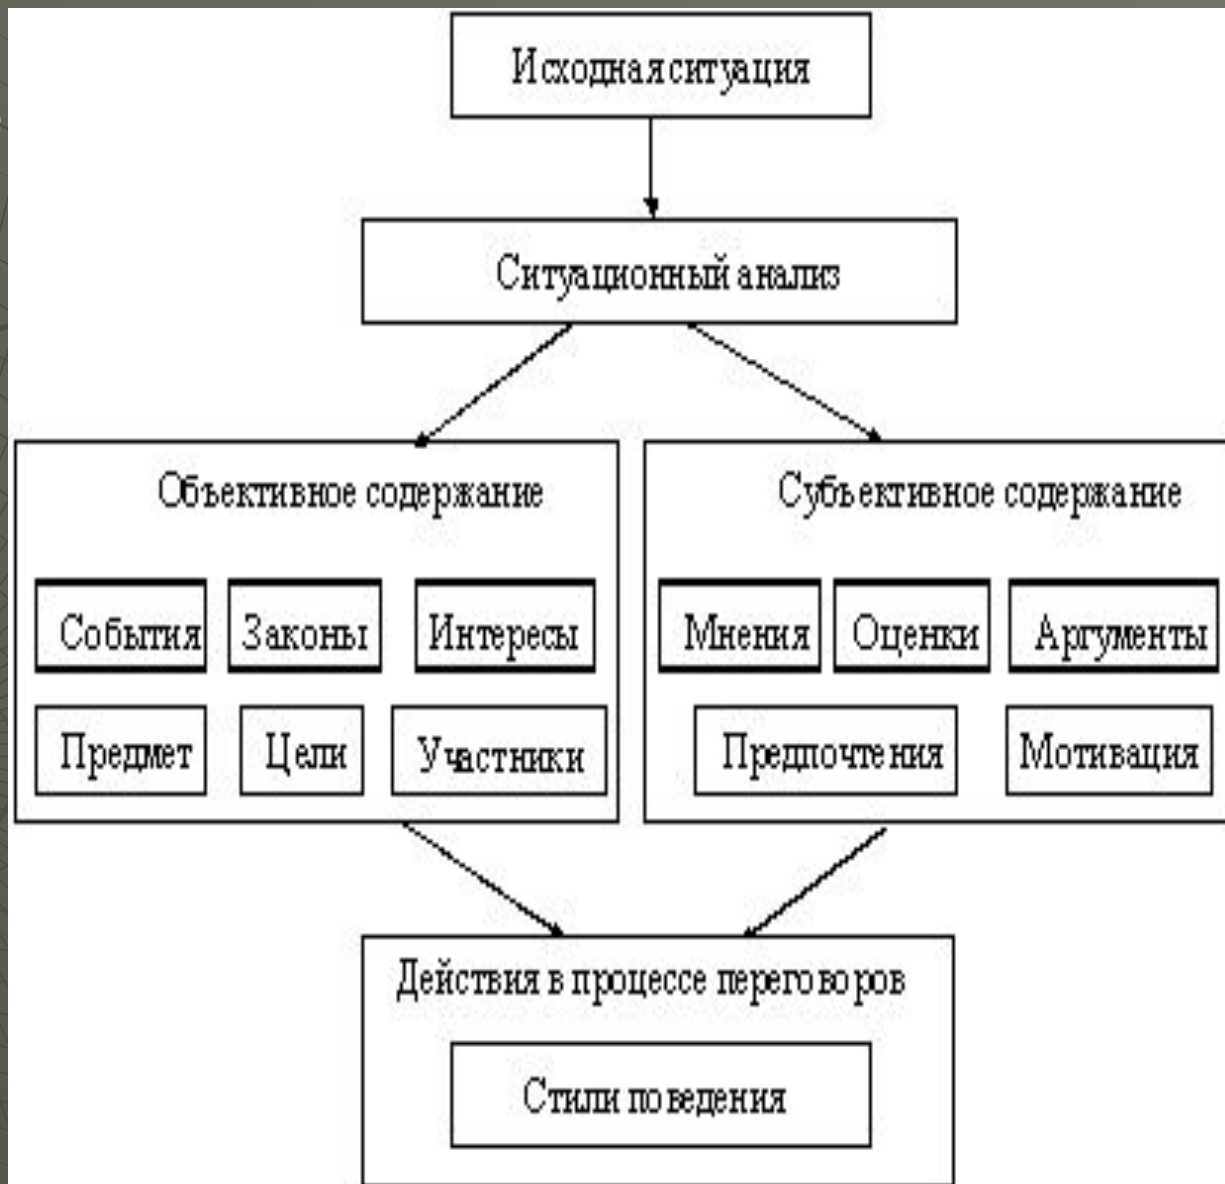 Исходная ситуация
Ситуационный анализ
Объективное содержание
События Законы Интересы
Предмет Цели Участники
Субъективное содержание
Мнения Оценки Аргументы
Предпочтения Мотивация
Действия в процессе переговоров
Стили поведения